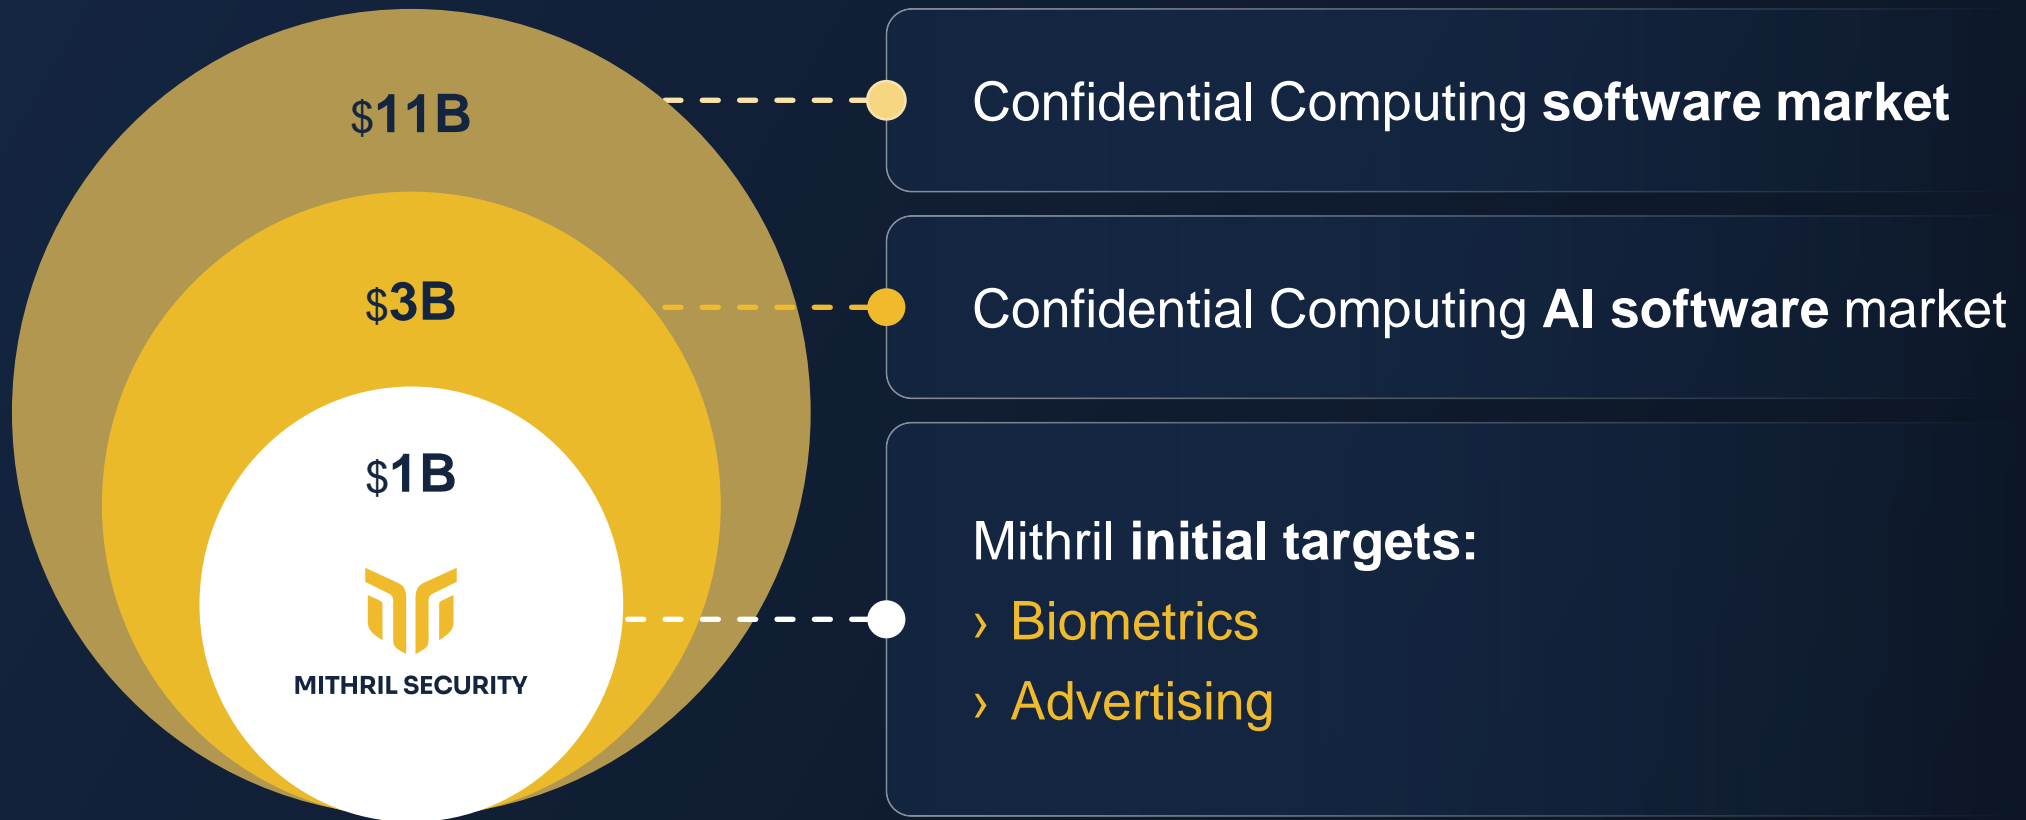 $11B
Confidential Computing software market
$3B
Confidential Computing AI software market
$1B
MITHRIL SECURITY
Mithril initial targets:
› Biometrics
› Advertising